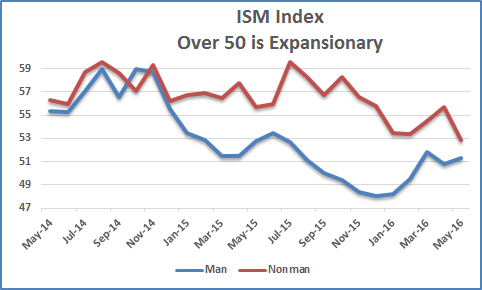 ISM Index
Over 50 is Expansionary
59
57
55
53
51
49
47
May-14
Jul-14
Sep-14
Nov-14
Jan-15
Mar-15
May-15
Jul-15
Sep-15
Nov-15
Jan-16
Mar-16
May-16
Man
Nonman